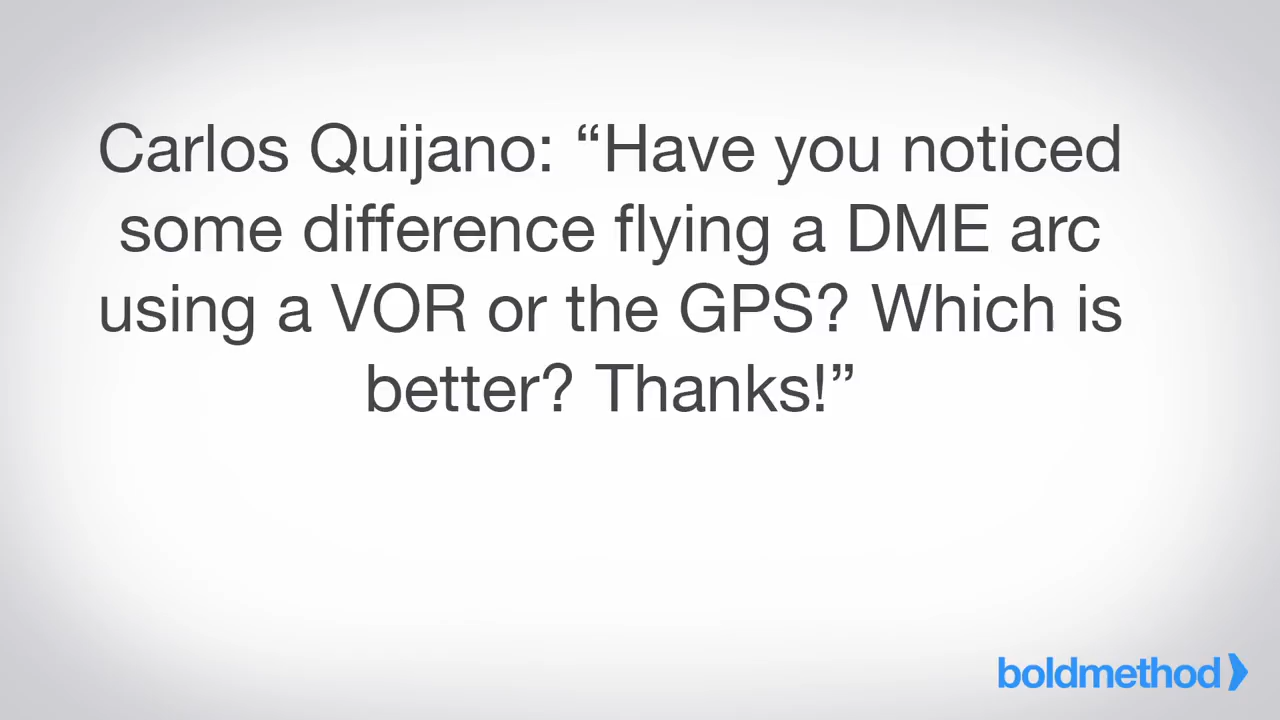 Carlos Quijano: “Have you noticed
some difference flying a DME arc
using a VOR or the GPS? Which is
better? Thanks!”
boldmethod